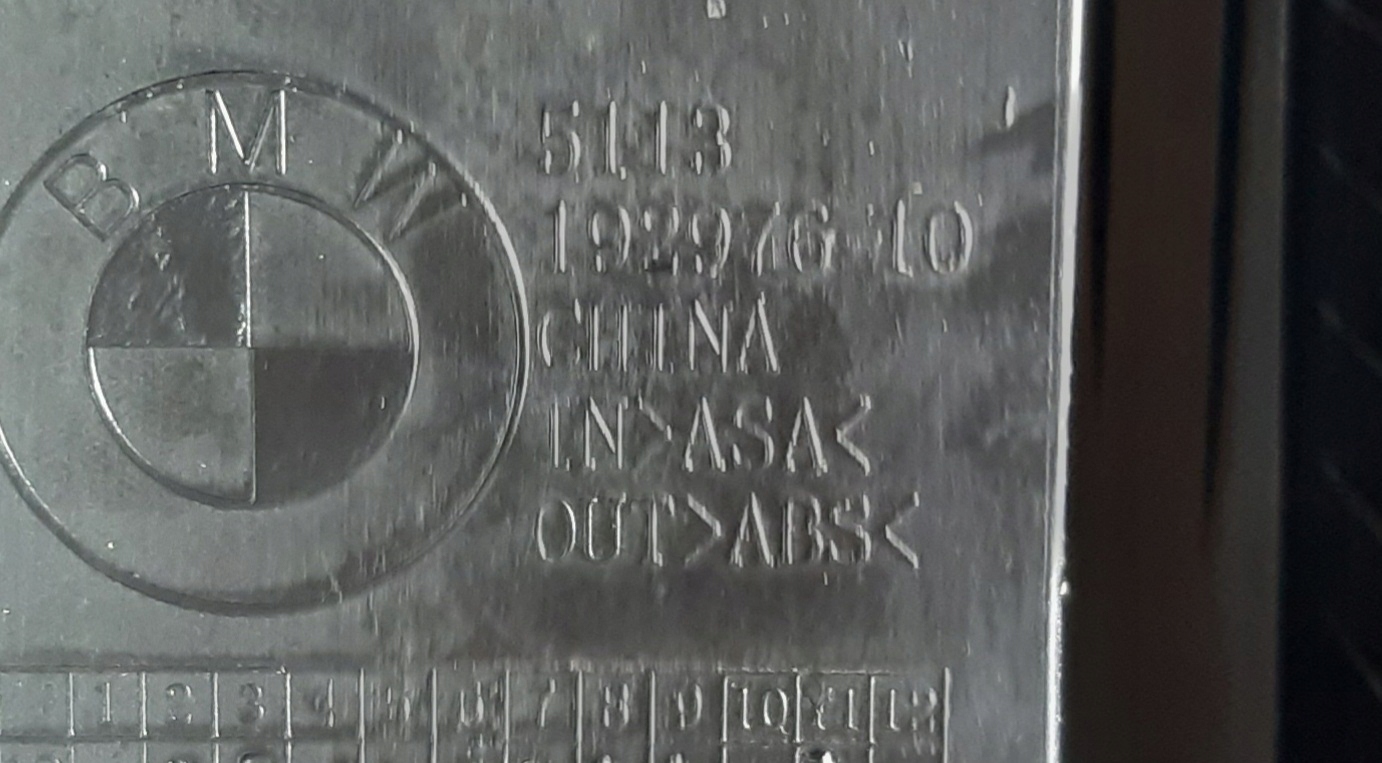 BMW
5113
192976-10
CHINA
IN>ASA<
OUT>ABS<
1 2 3 4 5 6 7 8 9 10 11 12